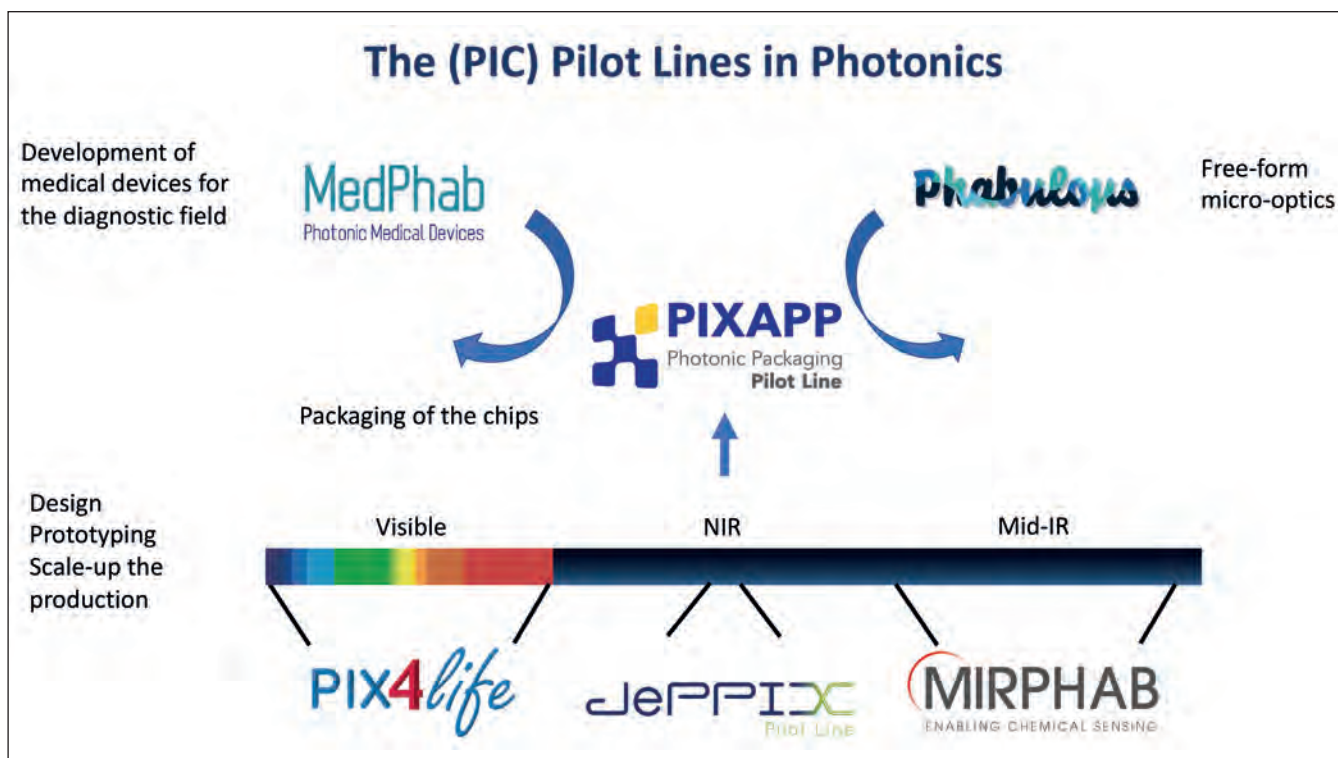 The (PIC) Pilot Lines in Photonics
Development of
medical devices for
the diagnostic field
MedPhab
Photonic Medical Devices
Phabulous
Free-form
micro-optics
PIXAPP
Photonic Packaging
Pilot Line
Packaging of the chips
Design
Prototyping
Scale-up the
production
Visible
NIR
Mid-IR
PIX4life
JePPIX
Pilot Line
MIRPHAB
ENABLING CHEMICAL SENSING